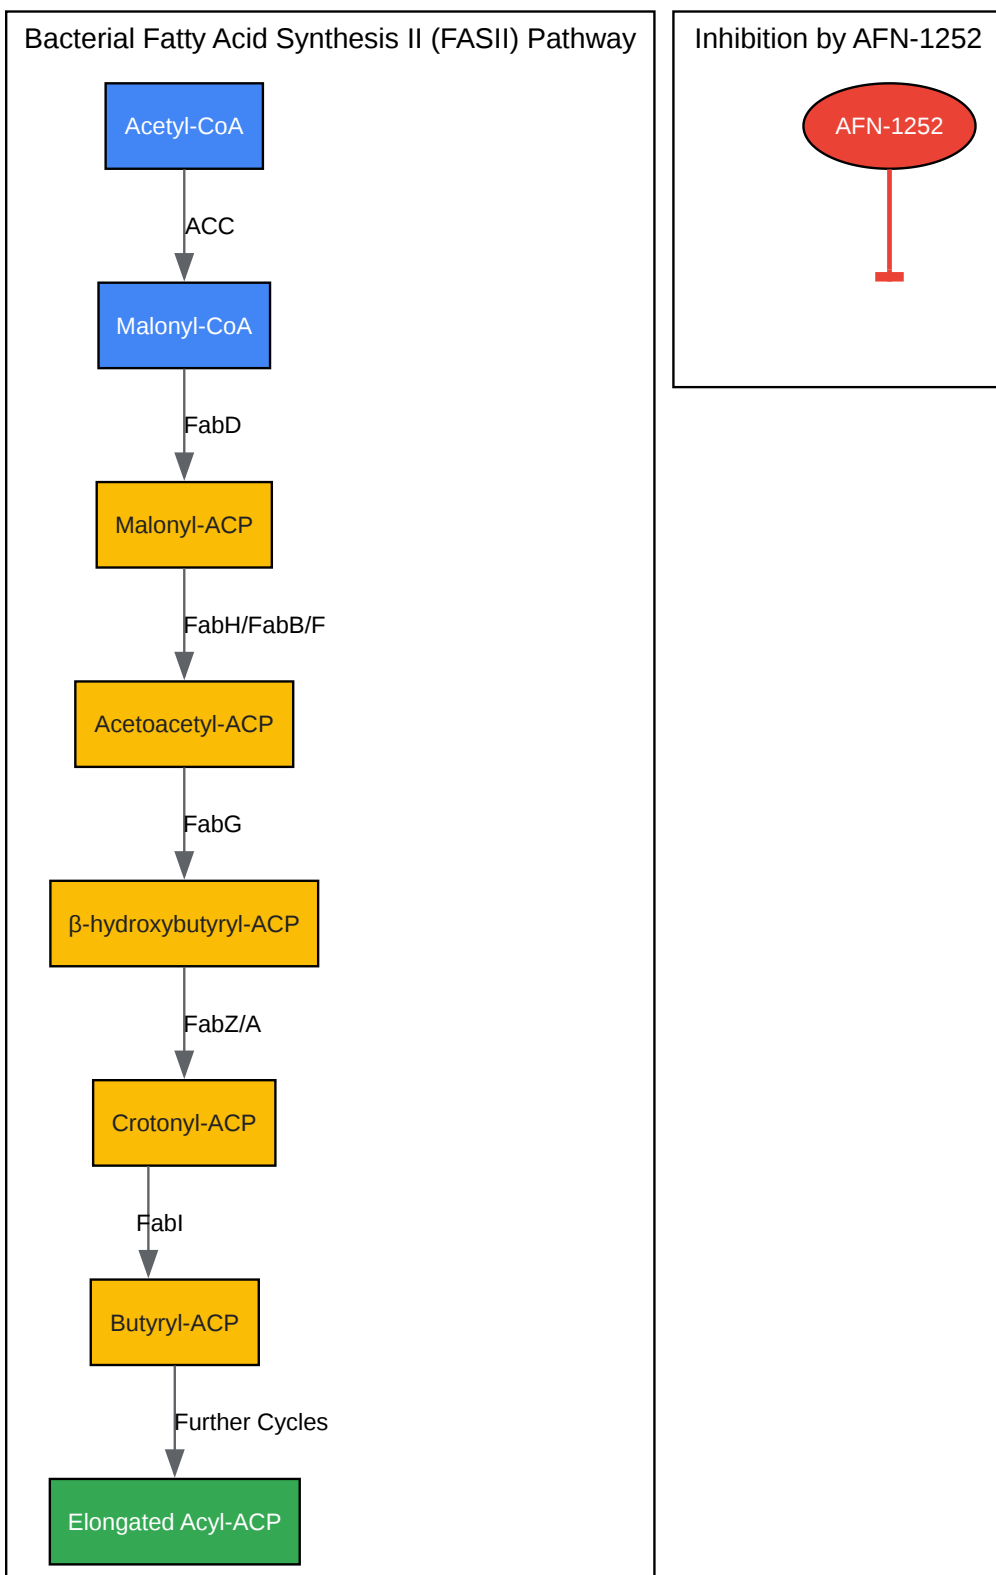 Bacterial Fatty Acid Synthesis II (FASII) Pathway
Acetyl-CoA
ACC
Malonyl-CoA
FabD
Malonyl-ACP
FabH/FabB/F
Acetoacetyl-ACP
FabG
β-hydroxybutyryl-ACP
FabZ/A
Crotonyl-ACP
FabI
Butyryl-ACP
Further Cycles
Elongated Acyl-ACP
Inhibition by AFN-1252
AFN-1252